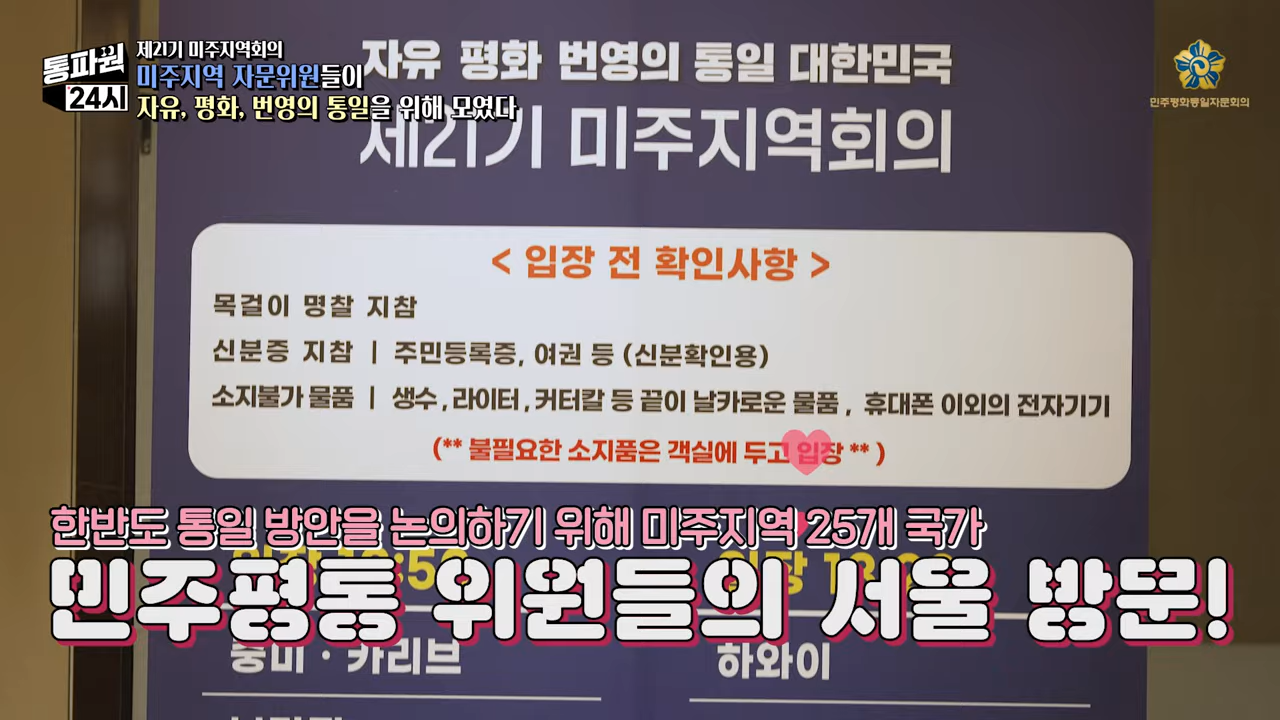 통파원
24시
제21기 미주지역회의
미주지역 자문위원들이
자유, 평화, 번영의 통일을 위해 모였다
민주평화통일자문회의
자유 평화 번영의 통일 대한민국
제21기 미주지역회의
< 입장 전 확인사항 >
목걸이 명찰 지참
신분증 지참 | 주민등록증, 여권 등 (신분확인용)
소지불가 물품 | 생수, 라이터, 커터칼 등 끝이 날카로운 물품, 휴대폰 이외의 전자기기
(** 불필요한 소지품은 객실에 두고 입장 ** )
한반도 통일 방안을 논의하기 위해 미주지역 25개 국가
민주평통 위원들의 서울 방문!
중미·카리브
하와이